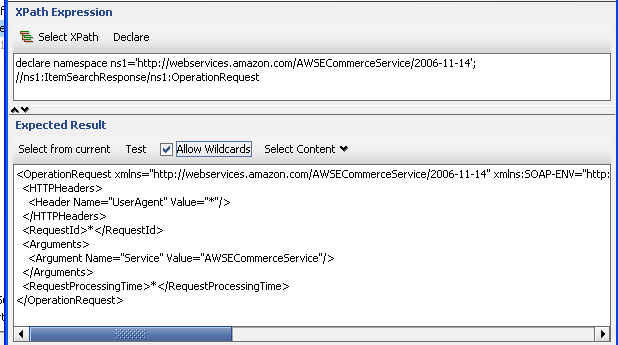 XPath Expression
Select XPath Declare
declare namespace ns1='http://webservices.amazon.com/AWSECommerceService/2006-11-14';
//ns1:ItemSearchResponse/ns1:OperationRequest
Expected Result
Select from current Test Allow Wildcards Select Content
<OperationRequest xmlns="http://webservices.amazon.com/AWSECommerceService/2006-11-14" xmlns:SOAP-ENV="http:
<HTTPHeaders>
<Header Name="UserAgent" Value="*"/>
</HTTPHeaders>
<RequestId>*</RequestId>
<Arguments>
<Argument Name="Service" Value="AWSECommerceService"/>
</Arguments>
<RequestProcessingTime>*</RequestProcessingTime>
</OperationRequest>